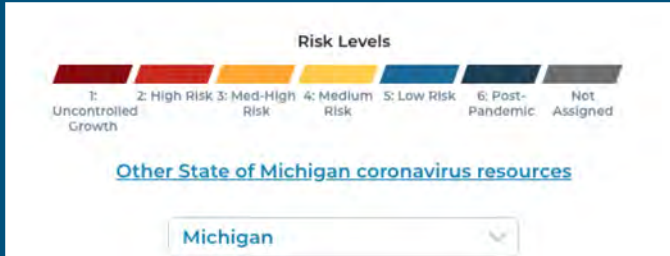 Risk Levels
1: Uncontrolled Growth
2: High Risk
3: Med-High Risk
4: Medium Risk
5: Low Risk
6: Post-Pandemic
Not Assigned
Other State of Michigan coronavirus resources
Michigan